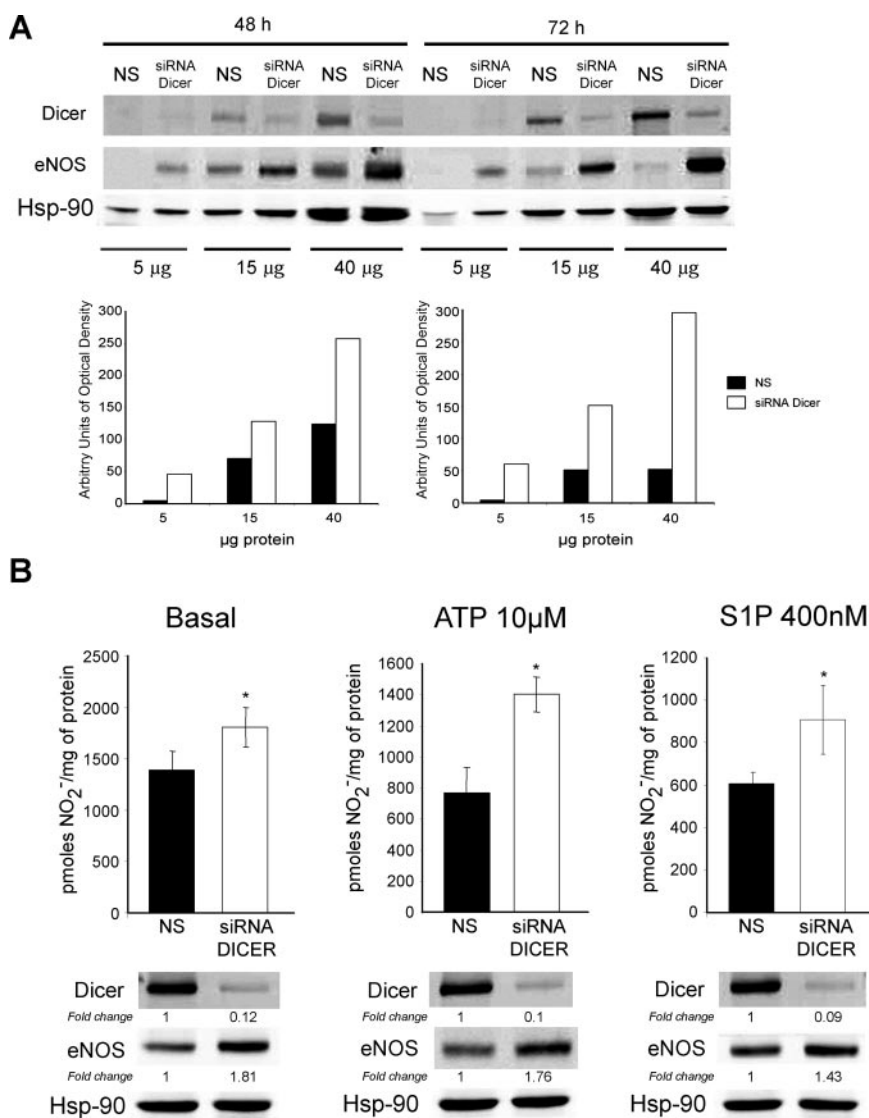 A
48 h 72 h
NS siRNA Dicer NS siRNA Dicer NS siRNA Dicer NS siRNA Dicer NS siRNA Dicer NS siRNA Dicer
Dicer
eNOS
Hsp-90
5 µg 15 µg 40 µg 5 µg 15 µg 40 µg
Arbitrry Units of Optical Density
300
250
200
150
100
50
0
5 15 40
µg protein
Arbitrry Units of Optical Density
300
250
200
150
100
50
0
5 15 40
µg protein
NS
siRNA Dicer
B
Basal
pmoles NO2-/mg of protein
2500
2000
1500
1000
500
0
*
NS siRNA DICER
Dicer
Fold change 1 0.12
eNOS
Fold change 1 1.81
Hsp-90
ATP 10µM
pmoles NO2-/mg of protein
1600
1400
1200
1000
800
600
400
200
0
*
NS siRNA DICER
Dicer
Fold change 1 0.1
eNOS
Fold change 1 1.76
Hsp-90
S1P 400nM
pmoles NO2-/mg of protein
1200
1000
800
600
400
200
0
*
NS siRNA DICER
Dicer
Fold change 1 0.09
eNOS
Fold change 1 1.43
Hsp-90